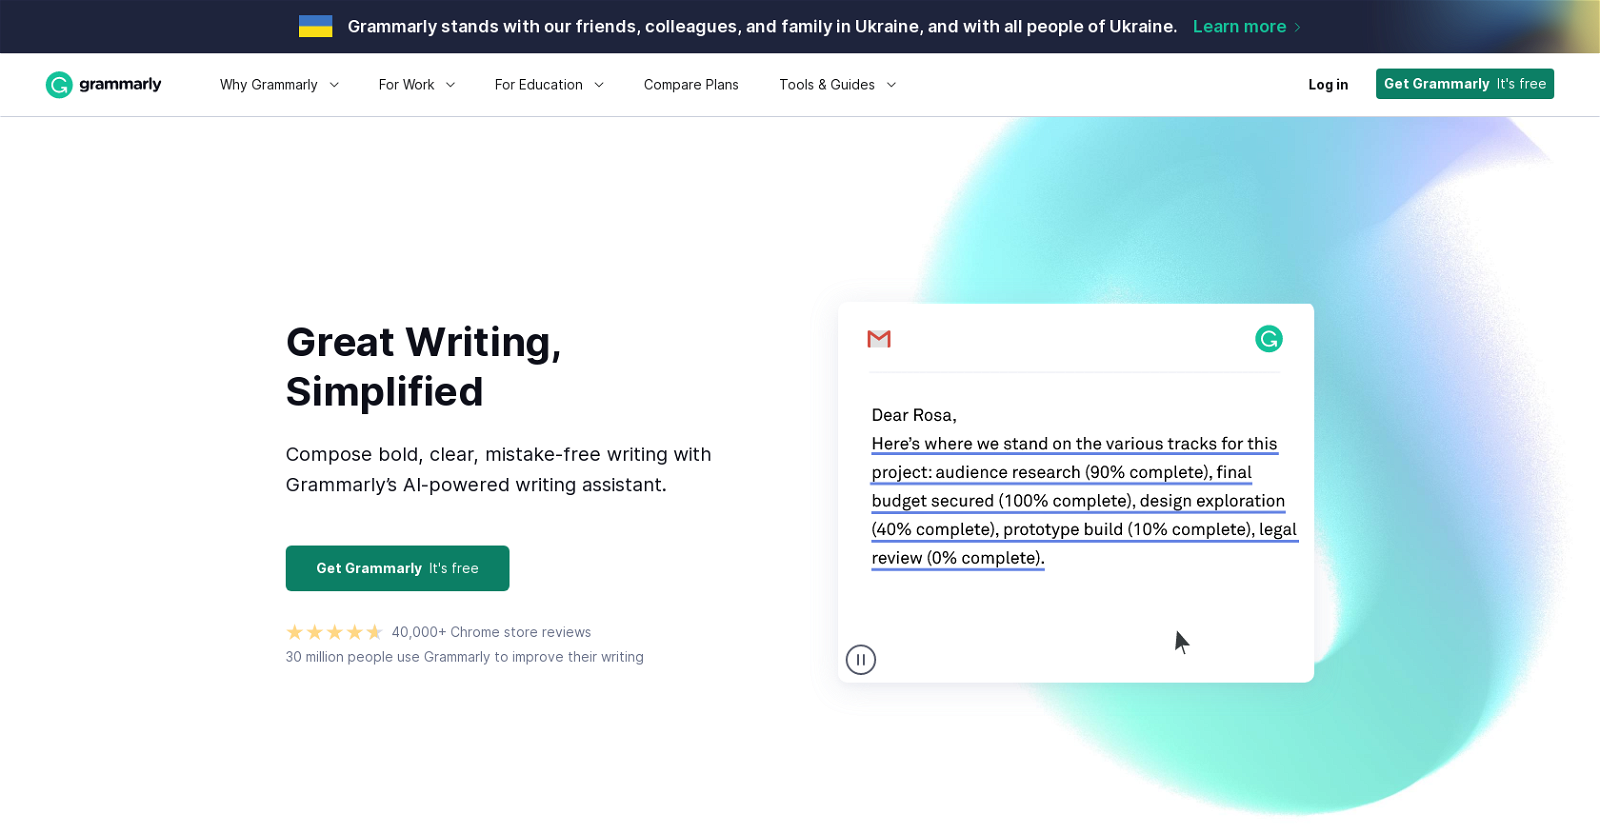 Grammarly stands with our friends, colleagues, and family in Ukraine, and with all people of Ukraine. Learn more
grammarly Why Grammarly For Work For Education Compare Plans Tools & Guides Log in Get Grammarly It's free
Great Writing,
Simplified
Compose bold, clear, mistake-free writing with
Grammarly’s AI-powered writing assistant.
Get Grammarly It's free
40,000+ Chrome store reviews
30 million people use Grammarly to improve their writing
Dear Rosa,
Here’s where we stand on the various tracks for this
project: audience research (90% complete), final
budget secured (100% complete), design exploration
(40% complete), prototype build (10% complete), legal
review (0% complete).